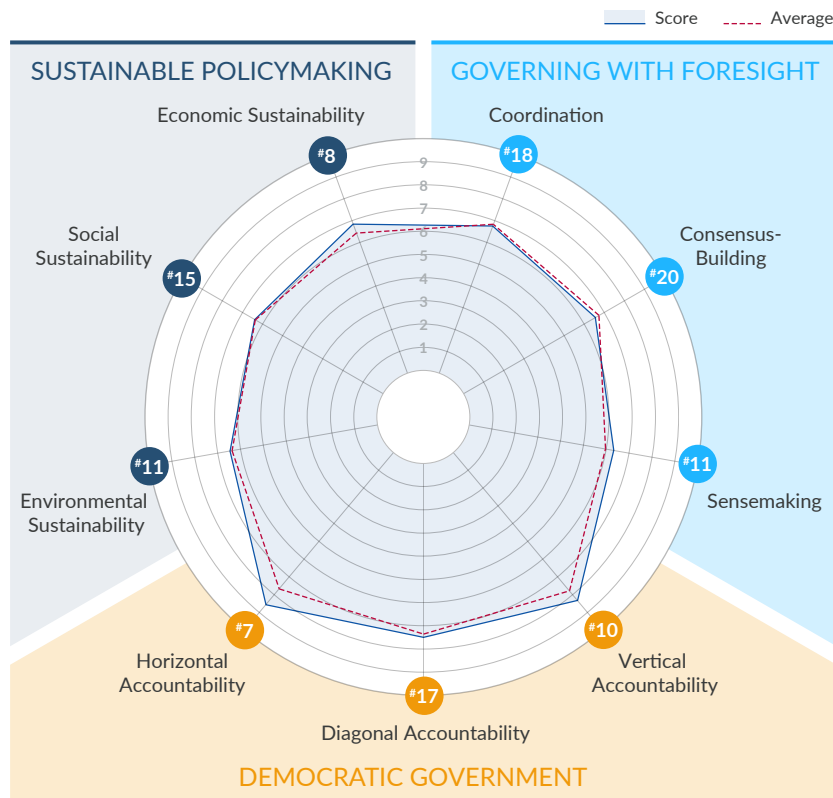 Score
Average
SUSTAINABLE POLICYMAKING
GOVERNING WITH FORESIGHT
Economic Sustainability
Coordination
#8
#18
9
8
7
6
5
4
3
2
1
Social
Sustainability
Consensus-
Building
#15
#20
#11
#11
Environmental
Sustainability
Sensemaking
#7
#10
Horizontal
Accountability
Vertical
Accountability
#17
Diagonal Accountability
DEMOCRATIC GOVERNMENT